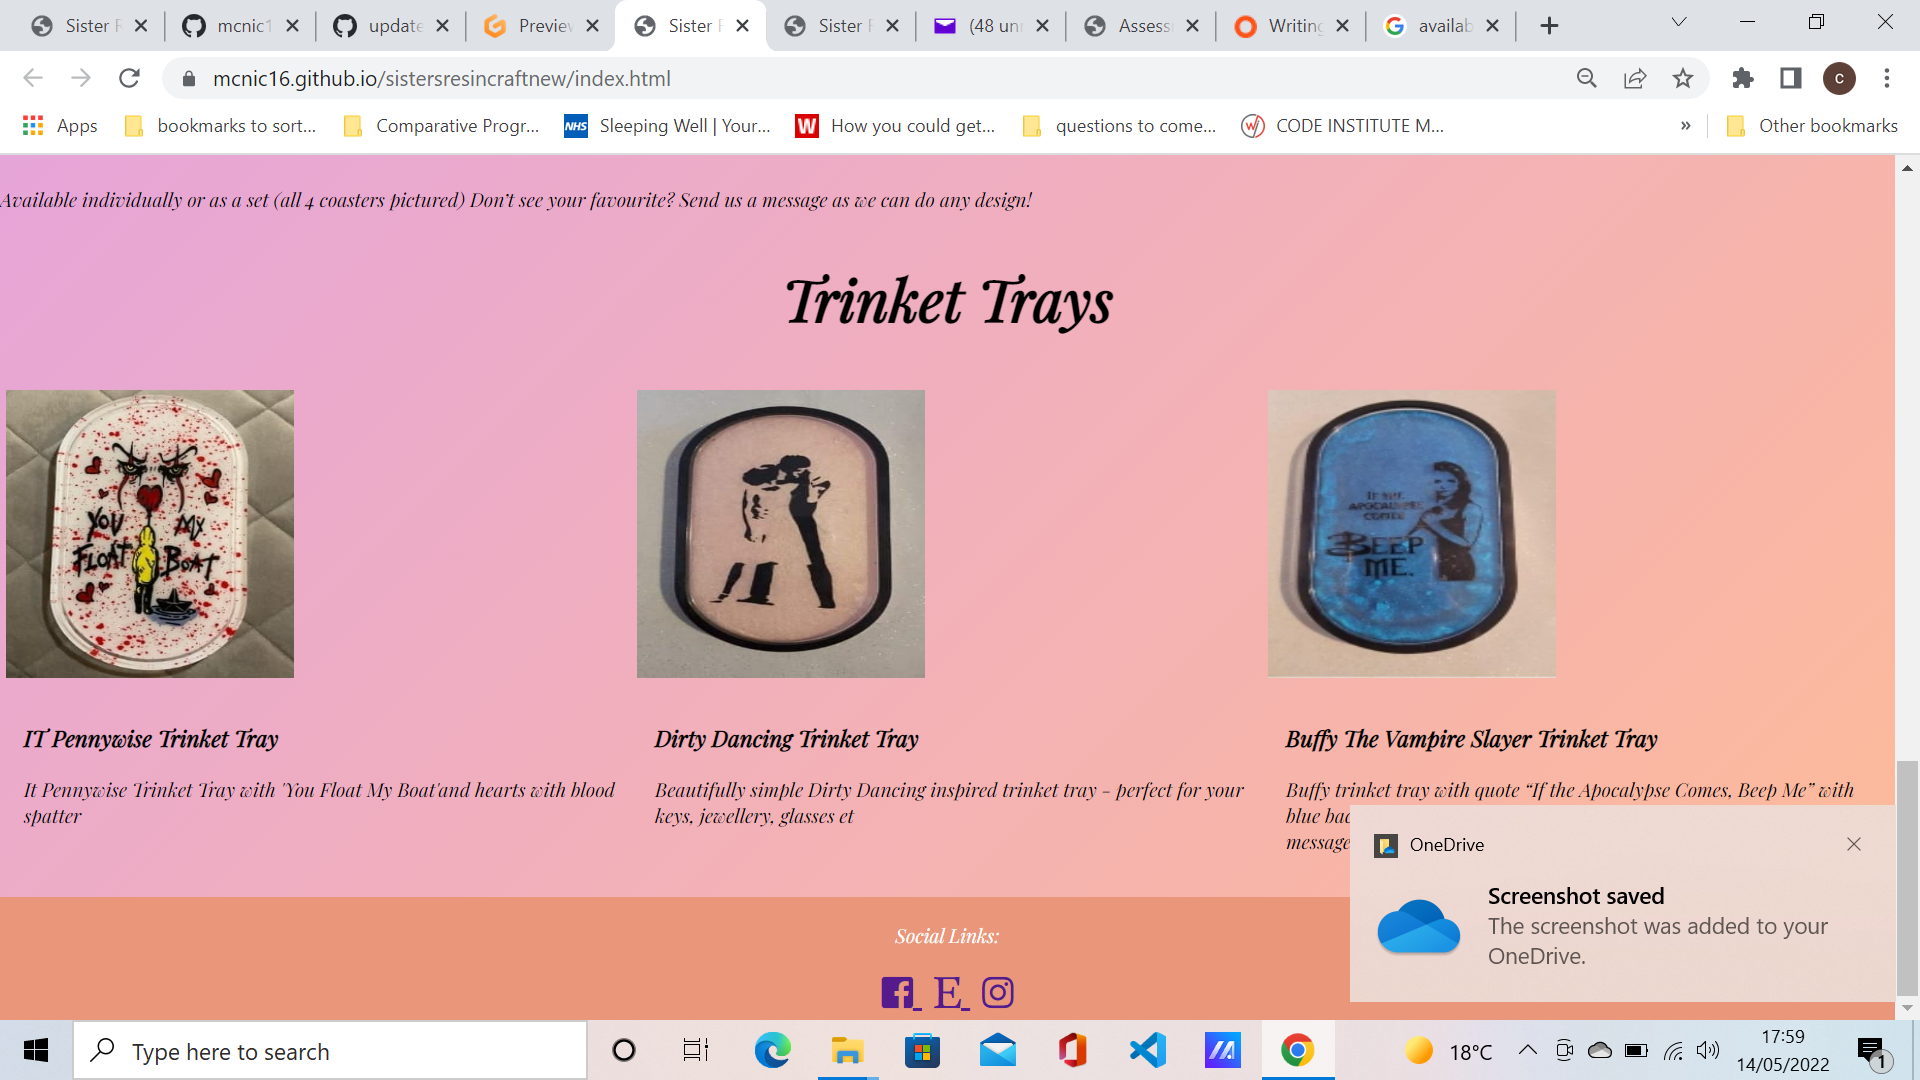 Sister R
mcnic1
update
Preview
Sister F
Sister F
(48 un
Assess
Writing
availab
mcnic16.github.io/sistersresincraftnew/index.html
c
Apps
bookmarks to sort...
Comparative Progr...
NHS
Sleeping Well | Your...
W
How you could get...
questions to come...
CODE INSTITUTE M...
»
Other bookmarks
Available individually or as a set (all 4 coasters pictured) Don’t see your favourite? Send us a message as we can do any design!
Trinket Trays
YOU MY
FLOAT BOAT
IF THE
APOCALYPSE
COMES
BEEP
ME.
IT Pennywise Trinket Tray
Dirty Dancing Trinket Tray
Buffy The Vampire Slayer Trinket Tray
It Pennywise Trinket Tray with 'You Float My Boat'and hearts with blood
spatter
Beautifully simple Dirty Dancing inspired trinket tray - perfect for your
keys, jewellery, glasses et
Buffy trinket tray with quote “If the Apocalypse Comes, Beep Me” with
blue bac
message
OneDrive
Screenshot saved
The screenshot was added to your
OneDrive.
Social Links:
E
Type here to search
18°C
17:59
14/05/2022
1